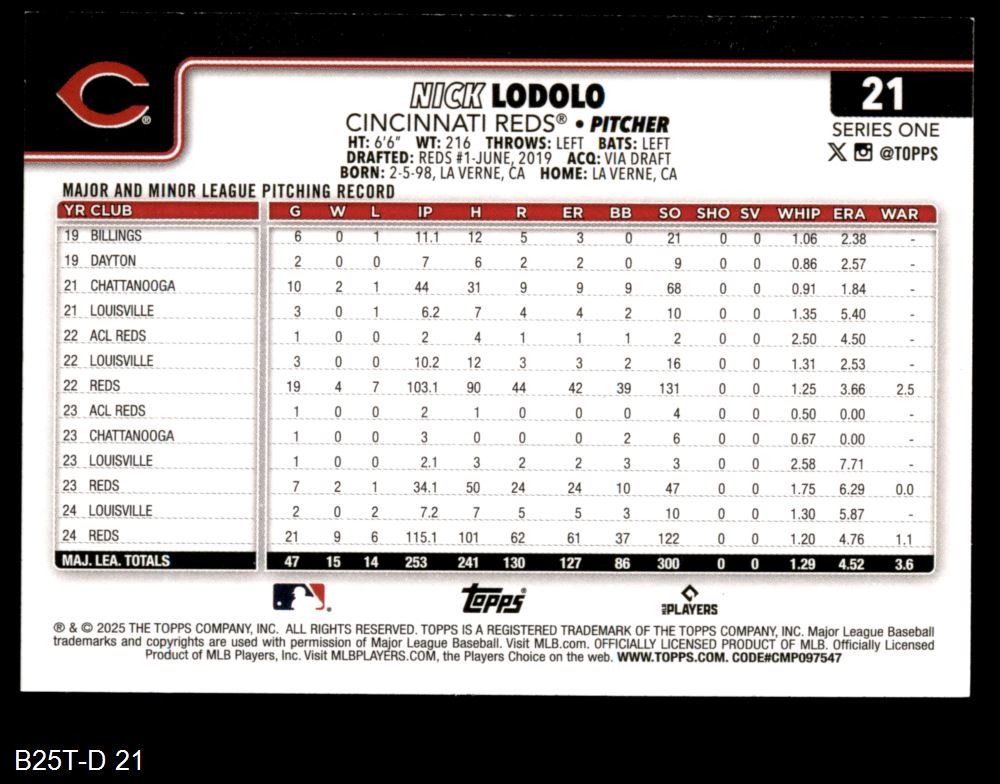 NICK LODOLO
21
CINCINNATI REDS® • PITCHER
SERIES ONE
HT: 6'6" WT: 216 THROWS: LEFT BATS: LEFT
@TOPPS
DRAFTED: REDS #1-JUNE, 2019 ACQ: VIA DRAFT
BORN: 2-5-98, LA VERNE, CA HOME: LA VERNE, CA
MAJOR AND MINOR LEAGUE PITCHING RECORD
YR CLUB G W L IP H R ER BB SO SHO SV WHIP ERA WAR
19 BILLINGS 6 0 1 11.1 12 5 3 0 21 0 0 1.06 2.38 -
19 DAYTON 2 0 0 7 6 2 2 0 9 0 0 0.86 2.57 -
21 CHATTANOOGA 10 2 1 44 31 9 9 9 68 0 0 0.91 1.84 -
21 LOUISVILLE 3 0 1 6.2 7 4 4 2 10 0 0 1.35 5.40 -
22 ACL REDS 1 0 0 2 4 1 1 1 2 0 0 2.50 4.50 -
22 LOUISVILLE 3 0 0 10.2 12 3 3 2 16 0 0 1.31 2.53 -
22 REDS 19 4 7 103.1 90 44 42 39 131 0 0 1.25 3.66 2.5
23 ACL REDS 1 0 0 2 1 0 0 0 4 0 0 0.50 0.00 -
23 CHATTANOOGA 1 0 0 3 0 0 0 2 6 0 0 0.67 0.00 -
23 LOUISVILLE 1 0 0 2.1 3 2 2 3 3 0 0 2.58 7.71 -
23 REDS 7 2 1 34.1 50 24 24 10 47 0 0 1.75 6.29 0.0
24 LOUISVILLE 2 0 2 7.2 7 5 5 3 10 0 0 1.30 5.87 -
24 REDS 21 9 6 115.1 101 62 61 37 122 0 0 1.20 4.76 1.1
MAJ. LEA. TOTALS 47 15 14 253 241 130 127 86 300 0 0 1.29 4.52 3.6
TOPPS® MLB PLAYERS
® & © 2025 THE TOPPS COMPANY, INC. ALL RIGHTS RESERVED. TOPPS IS A REGISTERED TRADEMARK OF THE TOPPS COMPANY, INC. Major League Baseball
trademarks and copyrights are used with permission of Major League Baseball. Visit MLB.com. OFFICIALLY LICENSED PRODUCT OF MLB. Officially Licensed
Product of MLB Players, Inc. Visit MLBPLAYERS.COM, the Players Choice on the web. WWW.TOPPS.COM. CODE#CMP097547
B25T-D 21